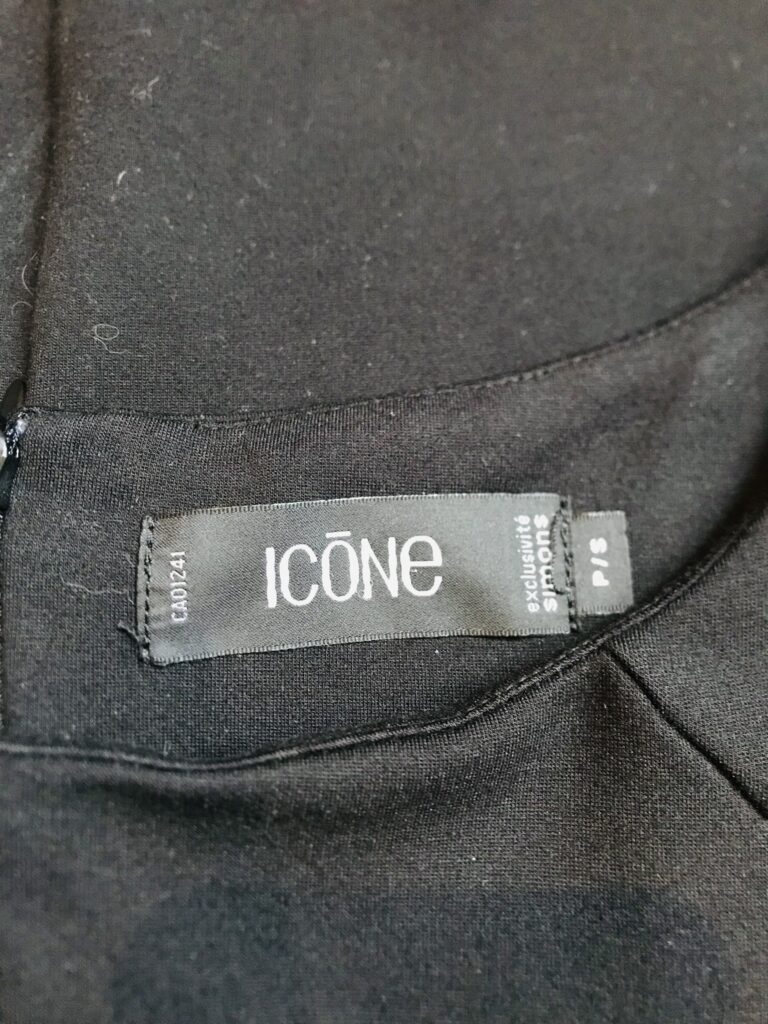 CA01241
ICŌNe
exclusivité
simons
P/S